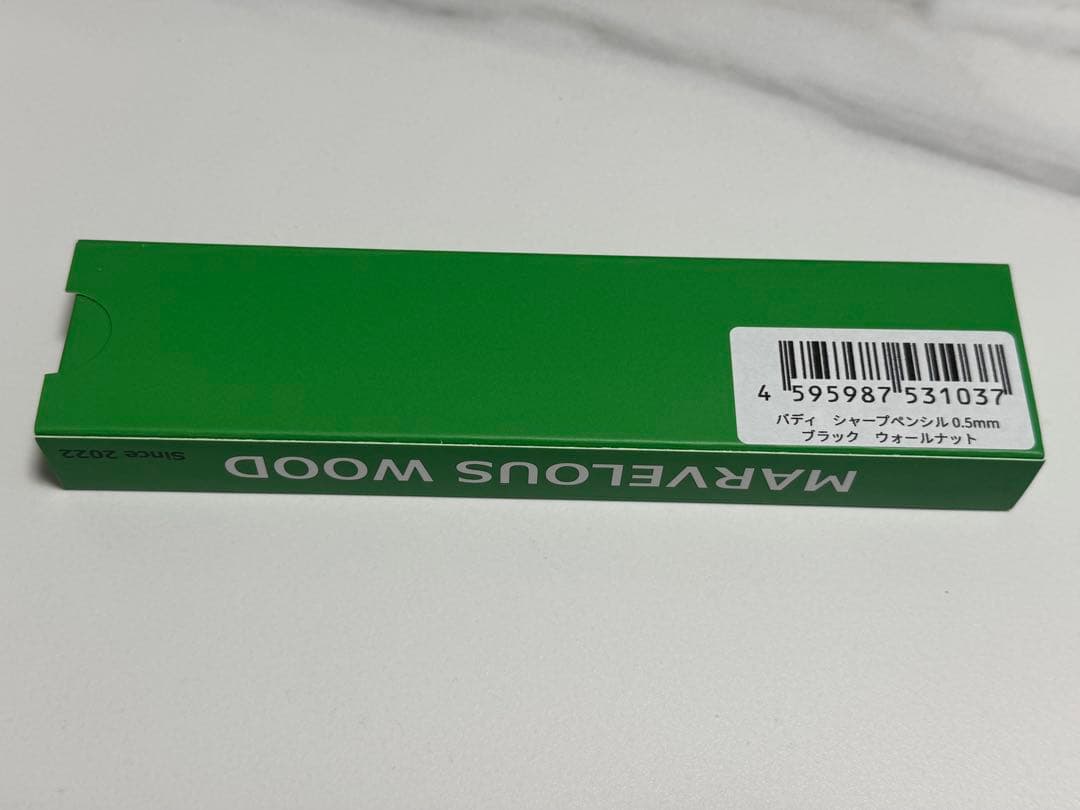 4 595987 531037
バディ　シャープペンシル 0.5mm
ブラック　ウォールナット
MARVELOUS WOOD
Since 2022